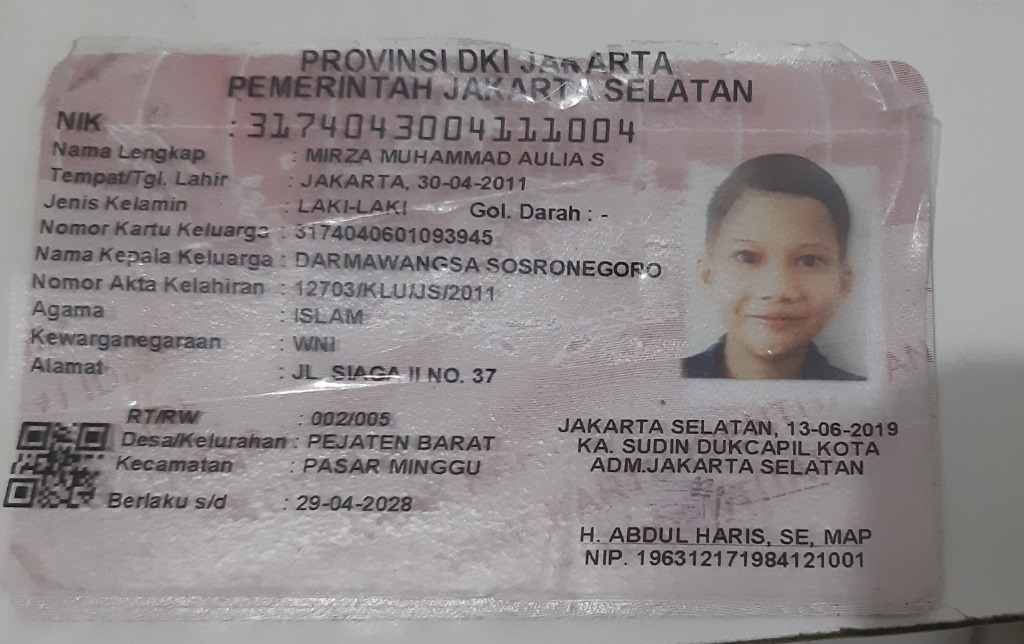 PROVINSI DKI JAKARTA
PEMERINTAH JAKARTA SELATAN
NIK : 3174043004111004
Nama Lengkap : MIRZA MUHAMMAD AULIA S
Tempat/Tgl. Lahir : JAKARTA, 30-04-2011
Jenis Kelamin : LAKI-LAKI Gol. Darah : -
Nomor Kartu Keluarga : 3174040601093945
Nama Kepala Keluarga : DARMAWANGSA SOSRONEGORO
Nomor Akta Kelahiran : 12703/KLU/JS/2011
Agama : ISLAM
Kewarganegaraan : WNI
Alamat : JL. SIAGA II NO. 37
RT/RW : 002/005
Desa/Kelurahan : PEJATEN BARAT
Kecamatan : PASAR MINGGU
Berlaku s/d : 29-04-2028
JAKARTA SELATAN, 13-06-2019
KA. SUDIN DUKCAPIL KOTA
ADM.JAKARTA SELATAN
H. ABDUL HARIS, SE, MAP
NIP. 196312171984121001